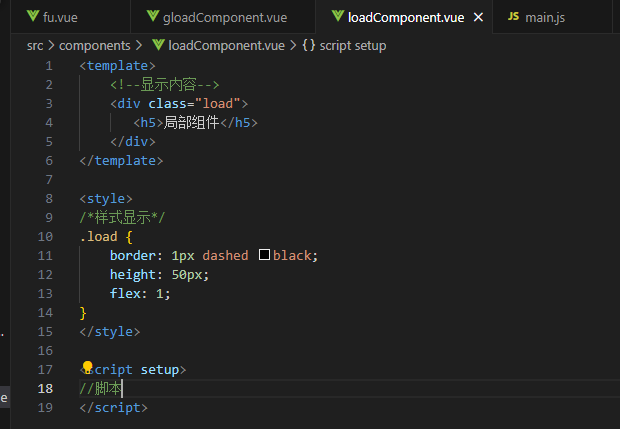 fu.vue gloadComponent.vue loadComponent.vue × JS main.js
src > components > loadComponent.vue > {} script setup
1 <template>
2 <!--显示内容-->
3 <div class="load">
4 <h5>局部组件</h5>
5 </div>
6 </template>
7
8 <style>
9 /*样式显示*/
10 .load {
11 border: 1px dashed black;
12 height: 50px;
13 flex: 1;
14 }
15 </style>
16
17 <script setup>
18 //脚本
19 </script>
.
e